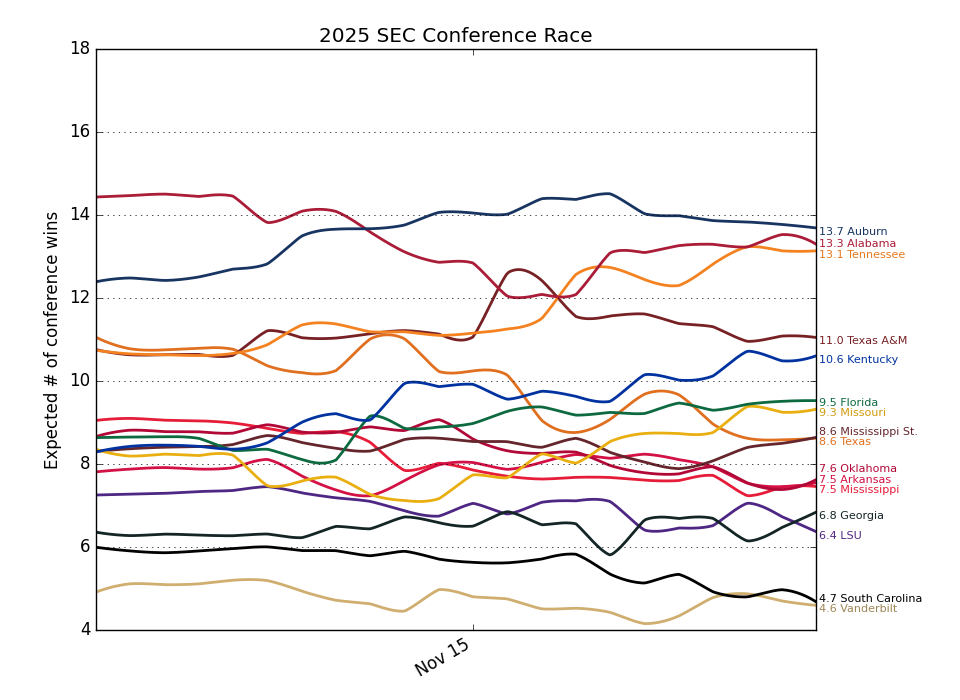 2025 SEC Conference Race
Expected # of conference wins
18
16
14
12
10
8
6
4
Nov 15
13.7 Auburn
13.3 Alabama
13.1 Tennessee
11.0 Texas A&M
10.6 Kentucky
9.5 Florida
9.3 Missouri
8.6 Mississippi St.
8.6 Texas
7.6 Oklahoma
7.5 Arkansas
7.5 Mississippi
6.8 Georgia
6.4 LSU
4.7 South Carolina
4.6 Vanderbilt